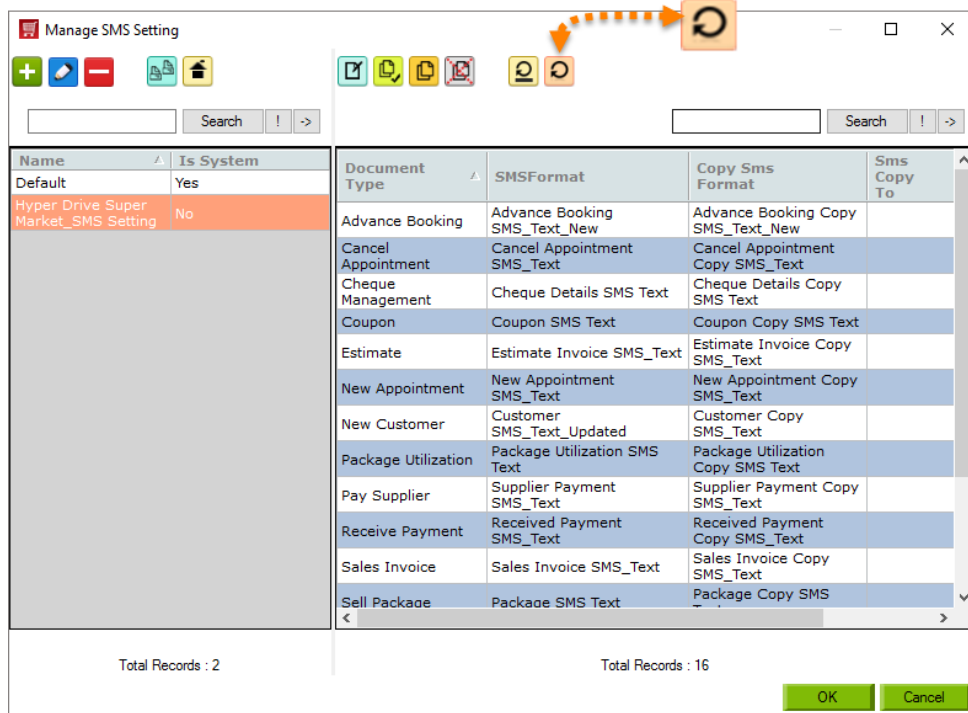 Manage SMS Setting
Search ! ->
Search ! ->
Name Is System
Default Yes
Hyper Drive Super
Market_SMS Setting No
Document
Type SMSFormat Copy Sms
Format Sms
Copy
To
Advance Booking Advance Booking
SMS_Text_New Advance Booking Copy
SMS_Text_New
Cancel
Appointment Cancel Appointment
SMS_Text Cancel Appointment
Copy SMS_Text
Cheque
Management Cheque Details SMS Text Cheque Details Copy
SMS Text
Coupon Coupon SMS Text Coupon Copy SMS Text
Estimate Estimate Invoice SMS_Text Estimate Invoice Copy
SMS_Text
New Appointment New Appointment
SMS_Text New Appointment Copy
SMS_Text
New Customer Customer
SMS_Text_Updated Customer Copy
SMS_Text
Package Utilization Package Utilization SMS
Text Package Utilization
Copy SMS Text
Pay Supplier Supplier Payment
SMS_Text Supplier Payment Copy
SMS_Text
Receive Payment Received Payment
SMS_Text Received Payment
Copy SMS_Text
Sales Invoice Sales Invoice SMS_Text Sales Invoice Copy
SMS_Text
Sell Package Package SMS Text Package Copy SMS
Total Records : 2
Total Records : 16
OK Cancel